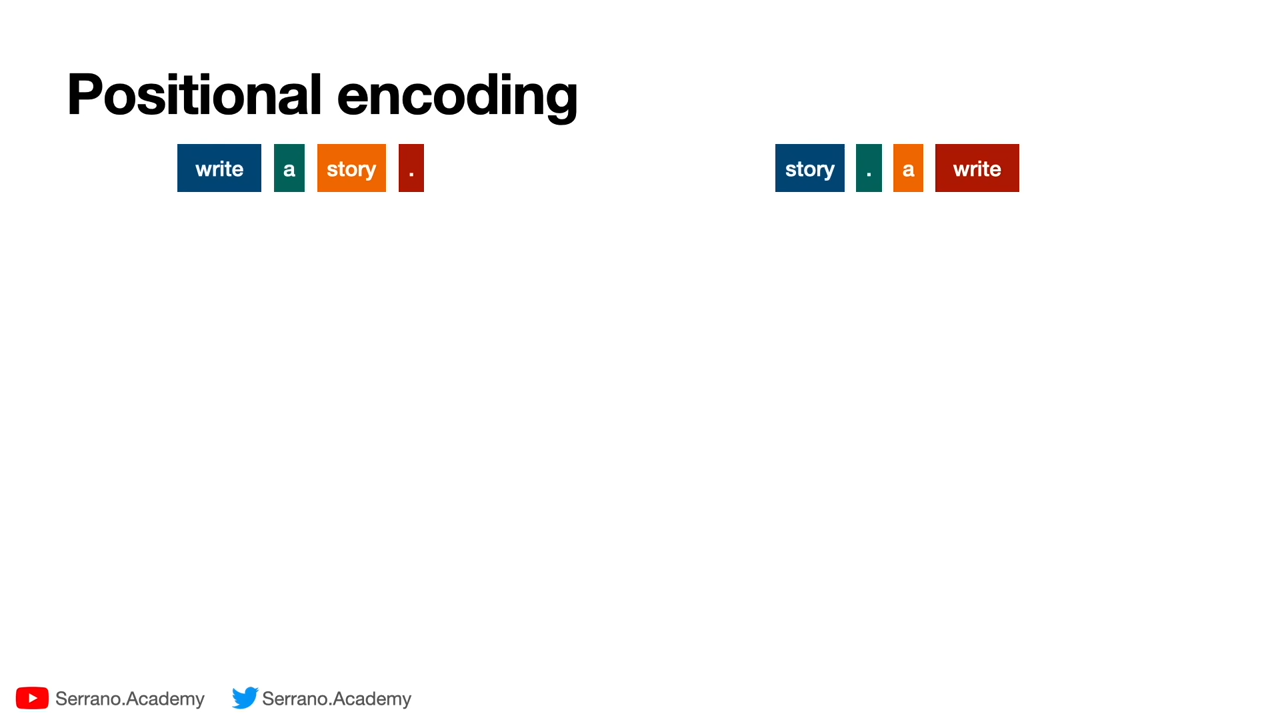 Positional encoding
write a story . story . a write
Serrano.Academy Serrano.Academy